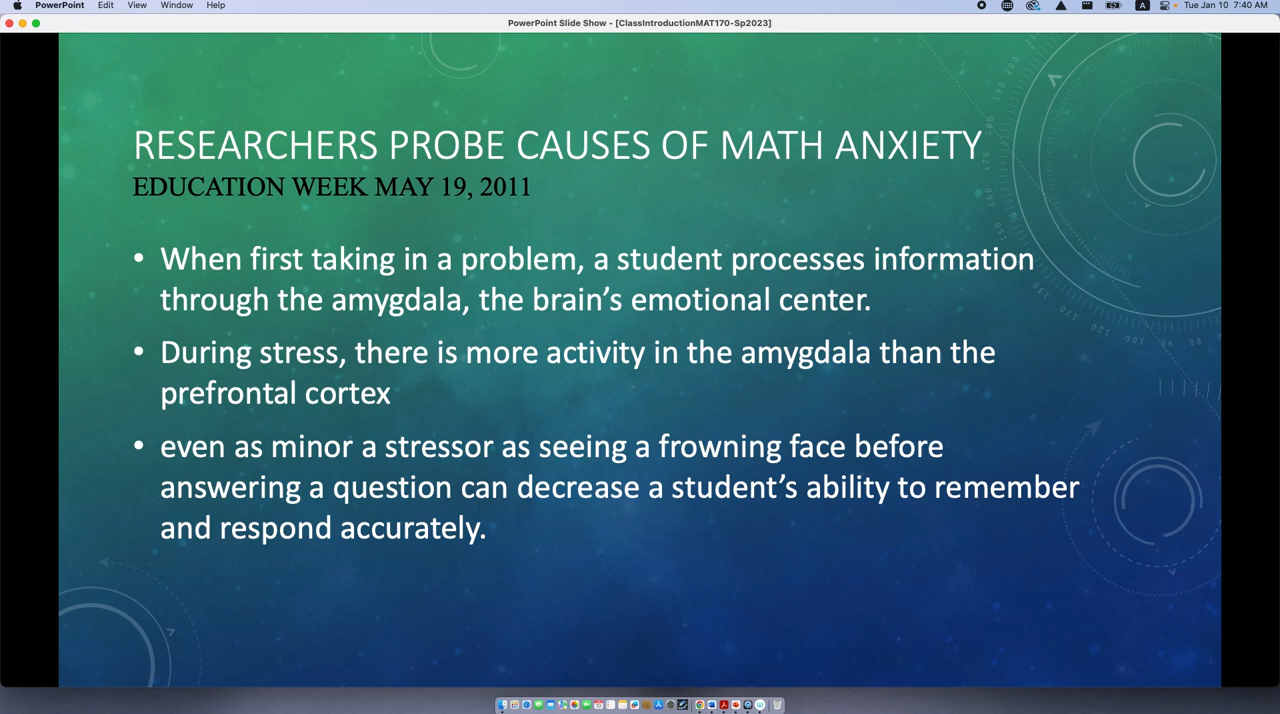 PowerPoint Edit View Window Help
A Tue Jan 10 7:40 AM
PowerPoint Slide Show - [ClassIntroductionMAT170-Sp2023]
RESEARCHERS PROBE CAUSES OF MATH ANXIETY
EDUCATION WEEK MAY 19, 2011
• When first taking in a problem, a student processes information
through the amygdala, the brain’s emotional center.
• During stress, there is more activity in the amygdala than the
prefrontal cortex
• even as minor a stressor as seeing a frowning face before
answering a question can decrease a student’s ability to remember
and respond accurately.